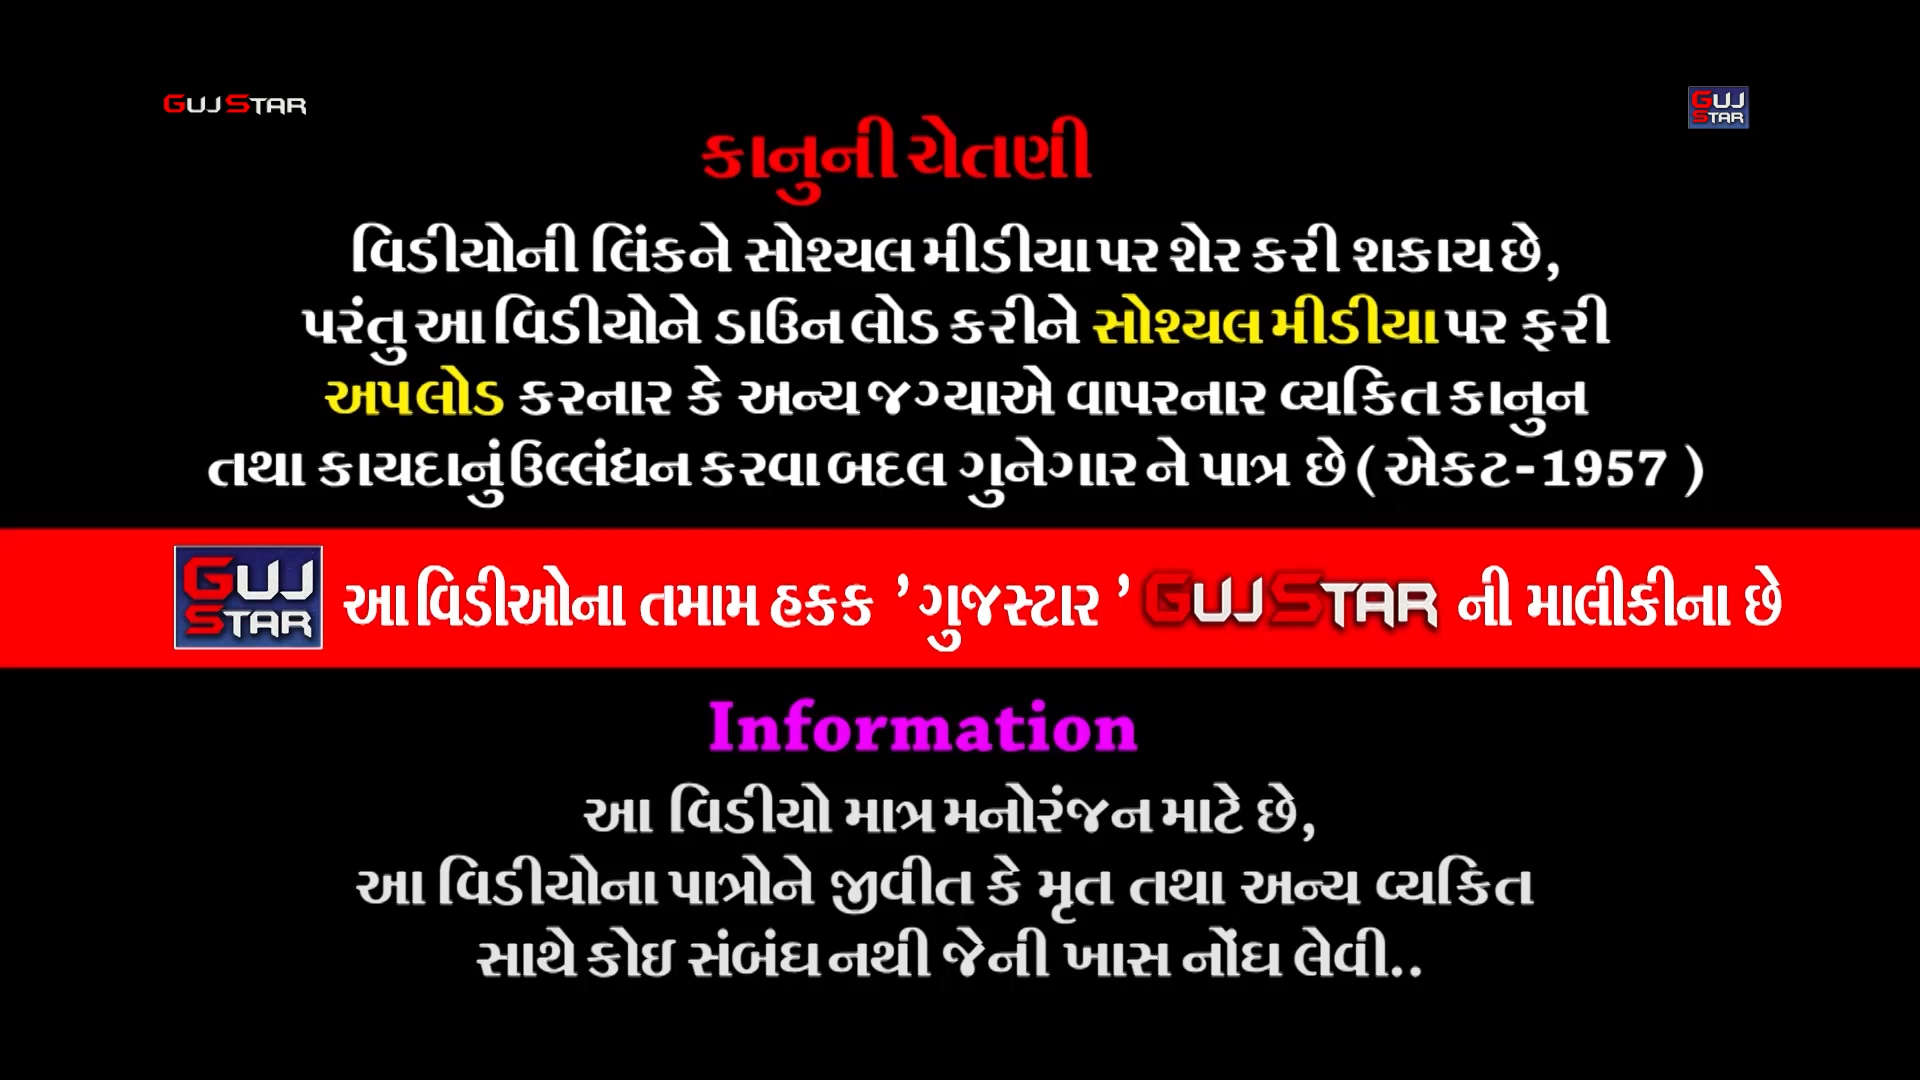 GUJ STAR
GUJ
STAR
કાનુની ચેતણી
વિડીયોની લિંકને સોશ્યલ મીડીયા પર શેર કરી શકાય છે,
પરંતુ આ વિડીયોને ડાઉન લોડ કરીને સોશ્યલ મીડીયા પર ફરી
અપલોડ કરનાર કે અન્ય જગ્યાએ વાપરનાર વ્યકિત કાનુન
તથા કાયદાનું ઉલ્લંઘન કરવા બદલ ગુનેગાર ને પાત્ર છે ( એકટ-1957 )
GUJ
STAR
આ વિડીઓના તમામ હકક ’ ગુજસ્ટાર ’ GUJ STAR ની માલીકીના છે
Information
આ વિડીયો માત્ર મનોરંજન માટે છે,
આ વિડીયોના પાત્રોને જીવીત કે મૃત તથા અન્ય વ્યકિત
સાથે કોઇ સંબંઘ નથી જેની ખાસ નોંઘ લેવી..